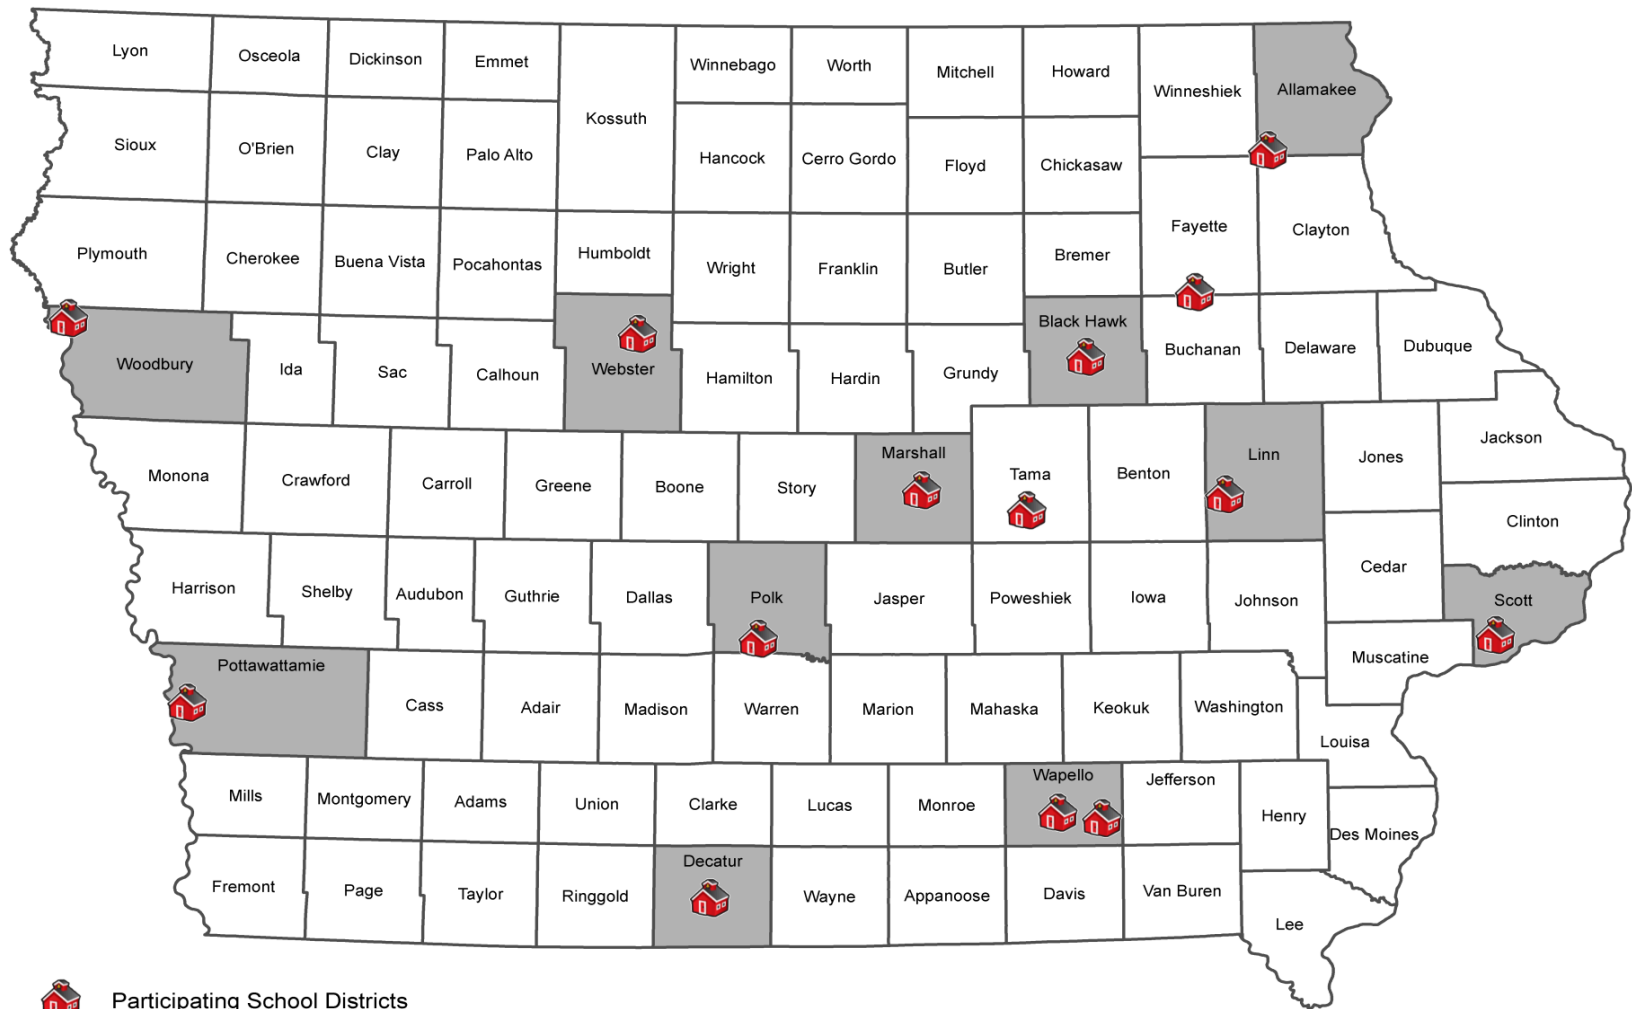 Lyon
Osceola
Dickinson
Emmet
Kossuth
Winnebago
Worth
Mitchell
Howard
Winneshiek
Allamakee
Sioux
O'Brien
Clay
Palo Alto
Hancock
Cerro Gordo
Floyd
Chickasaw
Fayette
Clayton
Plymouth
Cherokee
Buena Vista
Pocahontas
Humboldt
Wright
Franklin
Butler
Bremer
Black Hawk
Woodbury
Ida
Sac
Calhoun
Webster
Hamilton
Hardin
Grundy
Buchanan
Delaware
Dubuque
Monona
Crawford
Carroll
Greene
Boone
Story
Marshall
Tama
Benton
Linn
Jones
Jackson
Clinton
Harrison
Shelby
Audubon
Guthrie
Dallas
Polk
Jasper
Poweshiek
Iowa
Johnson
Cedar
Scott
Muscatine
Pottawattamie
Cass
Adair
Madison
Warren
Marion
Mahaska
Keokuk
Washington
Louisa
Mills
Montgomery
Adams
Union
Clarke
Lucas
Monroe
Wapello
Jefferson
Henry
Des Moines
Fremont
Page
Taylor
Ringgold
Decatur
Wayne
Appanoose
Davis
Van Buren
Lee
Participating School Districts